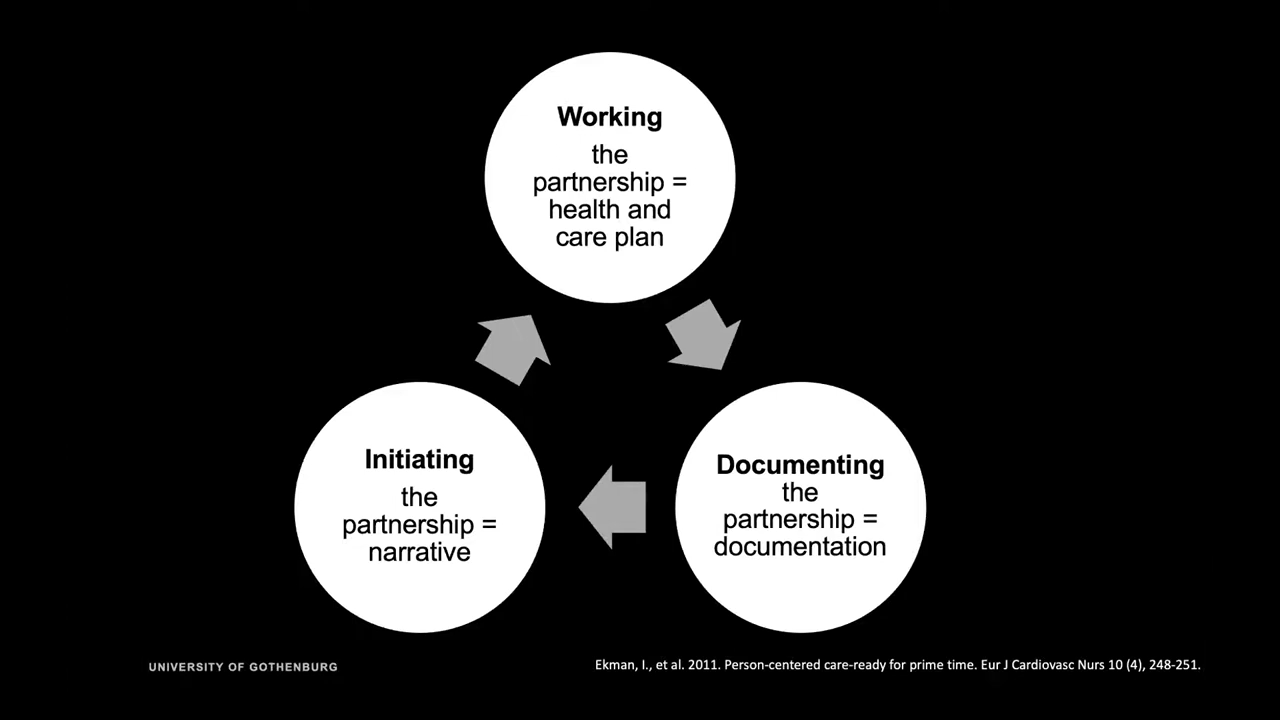 Working
the
partnership =
health and
care plan
Initiating
the
partnership =
narrative
Documenting
the
partnership =
documentation
UNIVERSITY OF GOTHENBURG
Ekman, I., et al. 2011. Person-centered care-ready for prime time. Eur J Cardiovasc Nurs 10 (4), 248-251.